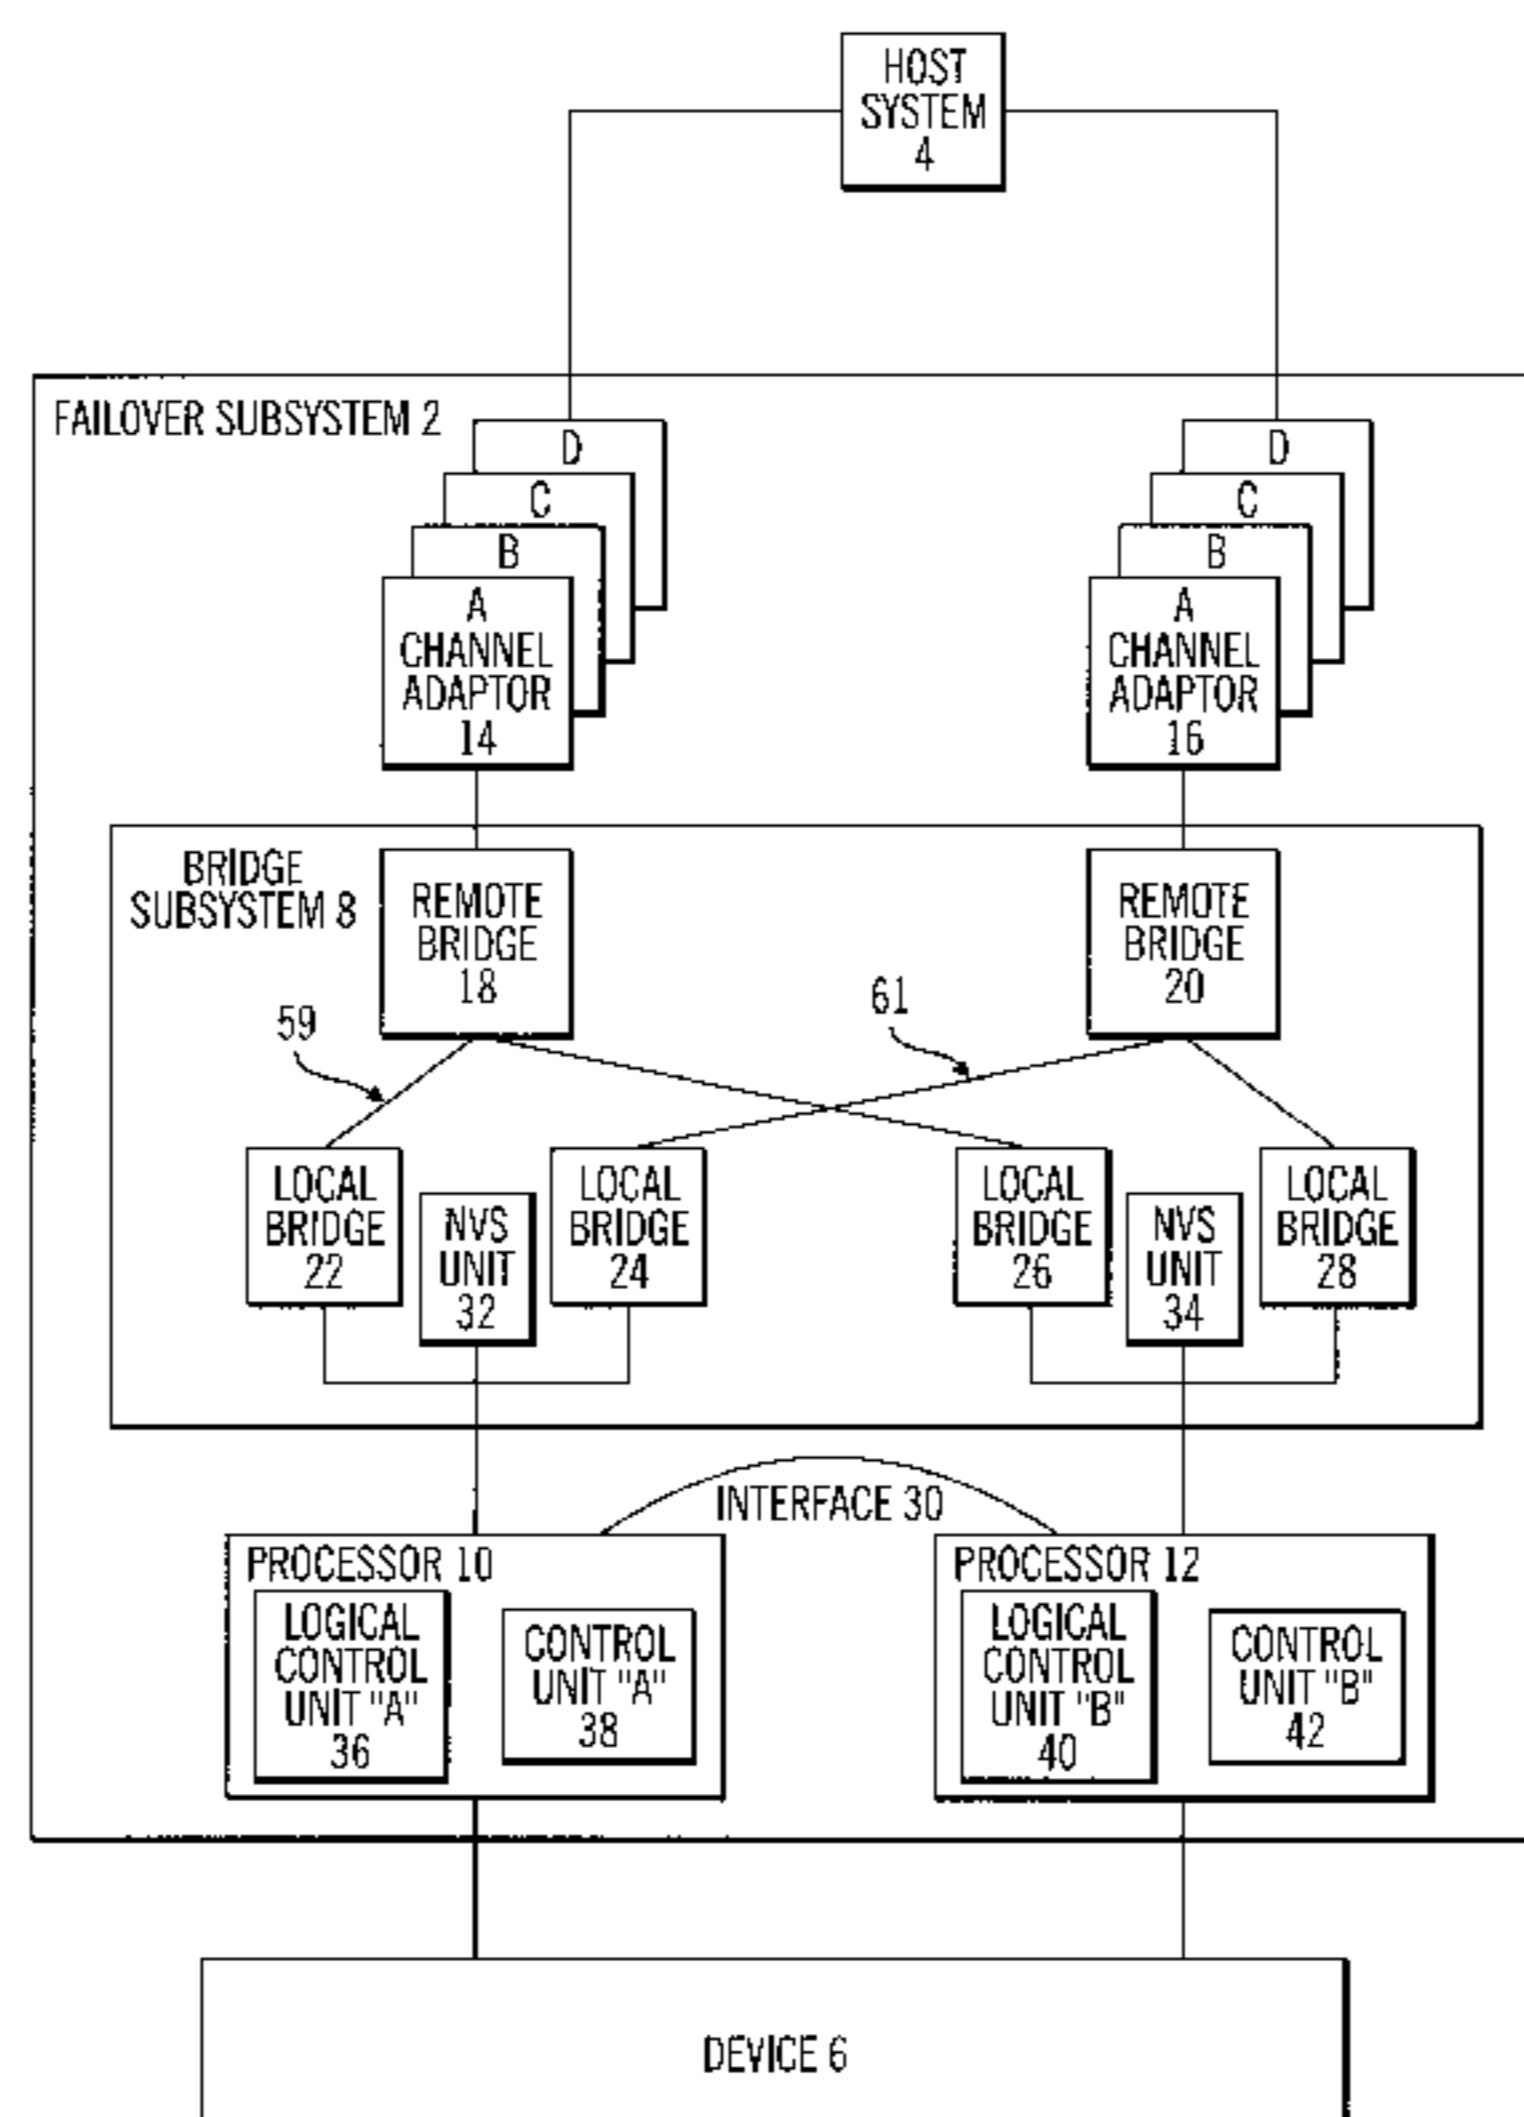 HOST
SYSTEM
4
FAILOVER SUBSYSTEM 2
D
C
B
A
CHANNEL
ADAPTOR
14
D
C
B
A
CHANNEL
ADAPTOR
16
BRIDGE
SUBSYSTEM 8
REMOTE
BRIDGE
18
REMOTE
BRIDGE
20
59
61
LOCAL
BRIDGE
22
NVS
UNIT
32
LOCAL
BRIDGE
24
LOCAL
BRIDGE
26
NVS
UNIT
34
LOCAL
BRIDGE
28
INTERFACE 30
PROCESSOR 10
LOGICAL
CONTROL
UNIT "A"
36
CONTROL
UNIT "A"
38
PROCESSOR 12
LOGICAL
CONTROL
UNIT "B"
40
CONTROL
UNIT "B"
42
DEVICE 6